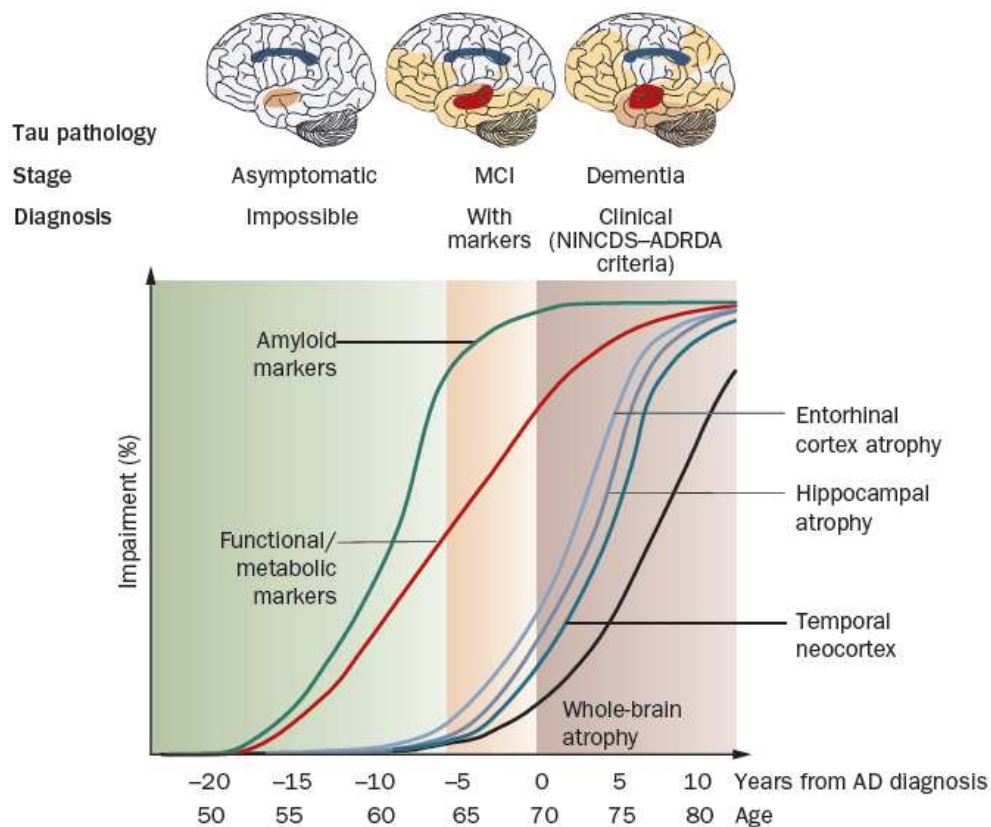 Tau pathology
Stage
Asymptomatic
MCI
Dementia
Diagnosis
Impossible
With
markers
Clinical
(NINCDS–ADRDA
criteria)
Impairment (%)
Amyloid
markers
Functional/
metabolic
markers
Entorhinal
cortex atrophy
Hippocampal
atrophy
Temporal
neocortex
Whole-brain
atrophy
–20 –15 –10 –5 0 5 10 Years from AD diagnosis
50 55 60 65 70 75 80 Age